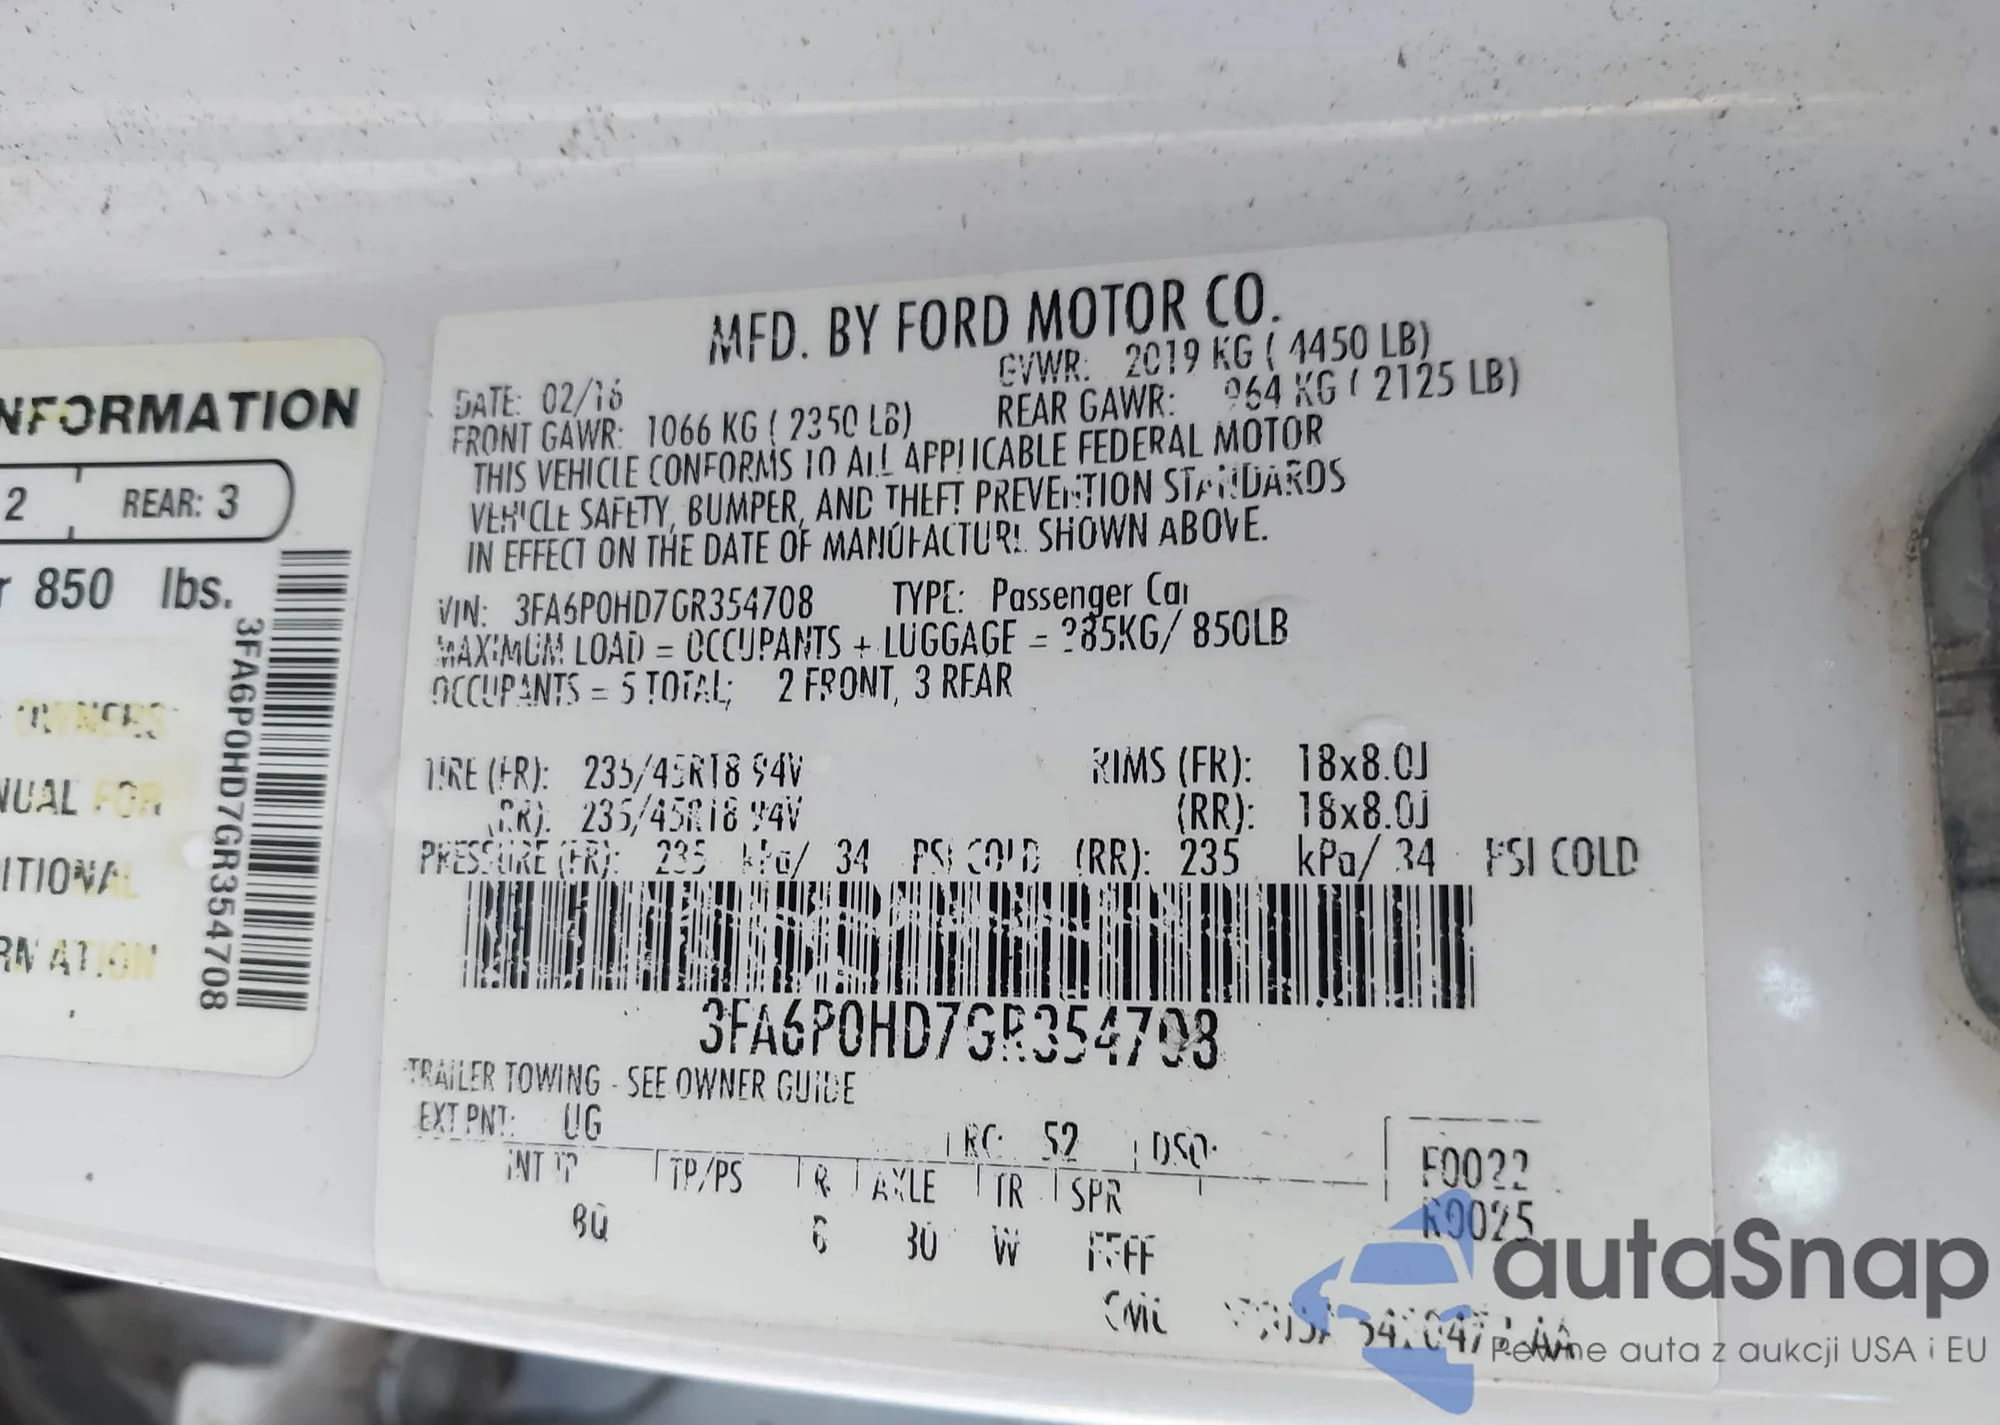 NFORMATION
2 REAR: 3
850 lbs.
OWNERS
NUAL FOR
ITIONAL
3FA6P0HD7GR354708
MFD. BY FORD MOTOR CO.
DATE: 02/16 GVWR: 2019 KG ( 4450 LB)
FRONT GAWR: 1066 KG ( 2350 LB) REAR GAWR: 964 KG ( 2125 LB)
THIS VEHICLE CONFORMS TO ALL APPLICABLE FEDERAL MOTOR
VEHICLE SAFETY, BUMPER, AND THEFT PREVENTION STANDARDS
IN EFFECT ON THE DATE OF MANUFACTURE SHOWN ABOVE.
VIN: 3FA6P0HD7GR354708 TYPE: Passenger Car
MAXIMUM LOAD = OCCUPANTS + LUGGAGE = 385KG/ 850LB
OCCUPANTS = 5 TOTAL; 2 FRONT, 3 REAR
TIRE (FR): 235/45R18 94V RIMS (FR): 18x8.0J
(RR): 235/45R18 94V (RR): 18x8.0J
PRESSURE (FR): 235 kPa/ 34 PSI COLD (RR): 235 kPa/ 34 PSI COLD
3FA6P0HD7GR354708
TRAILER TOWING - SEE OWNER GUIDE
EXT PNT: UG RC: 52 DSO:
INT TR TP/PS R AXLE TR SPR
BQ 6 W FFFF
F0022
R0025
autaSnap
Pewne auta z aukcji USA i EU